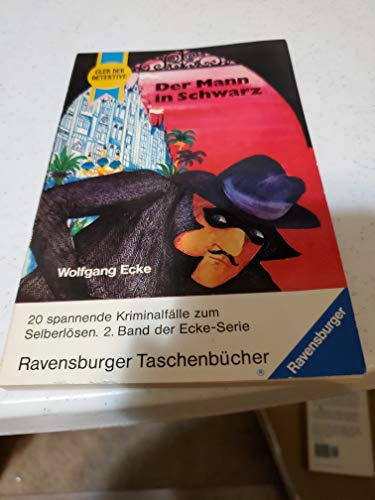 CLUB DER
DETEKTIVE
Der Mann
in Schwarz
Wolfgang Ecke
20 spannende Kriminalfälle zum
Selberlösen. 2. Band der Ecke-Serie
Ravensburger Taschenbücher
®
Ravensburger